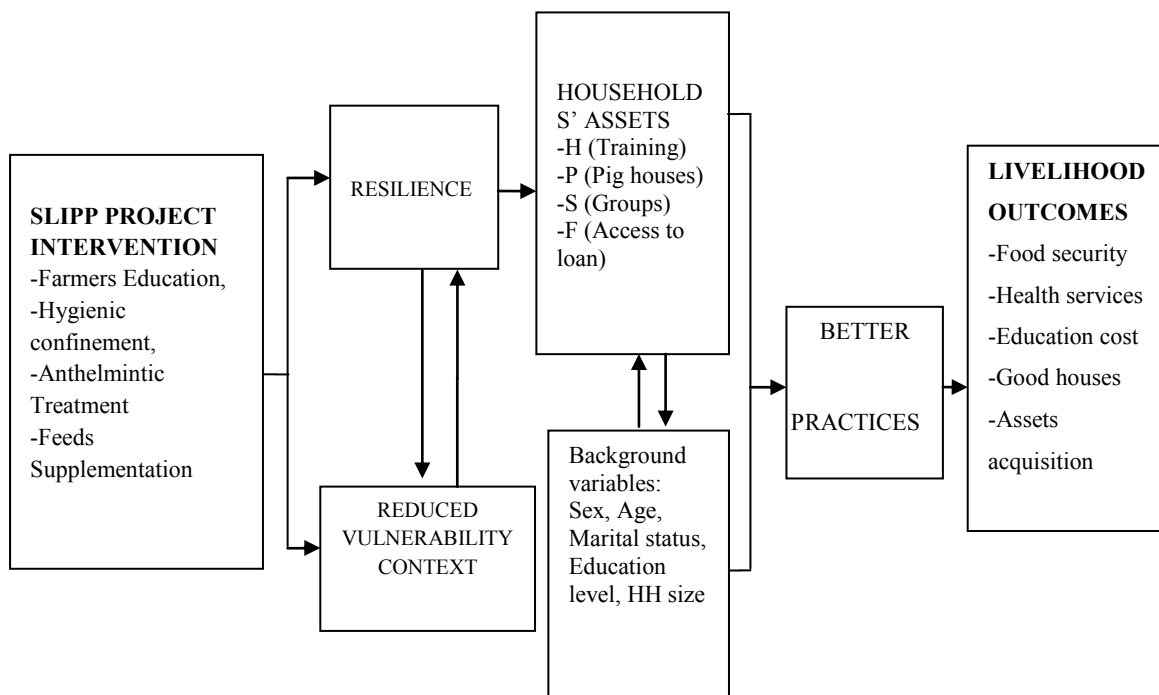 SLIPP PROJECT
INTERVENTION
-Farmers Education,
-Hygienic
confinement,
-Anthelmintic
Treatment
-Feeds
Supplementation
RESILIENCE
REDUCED
VULNERABILITY
CONTEXT
HOUSEHOLD
S’ ASSETS
-H (Training)
-P (Pig houses)
-S (Groups)
-F (Access to
loan)
Background
variables:
Sex, Age,
Marital status,
Education
level, HH size
BETTER
PRACTICES
LIVELIHOOD
OUTCOMES
-Food security
-Health services
-Education cost
-Good houses
-Assets
acquisition